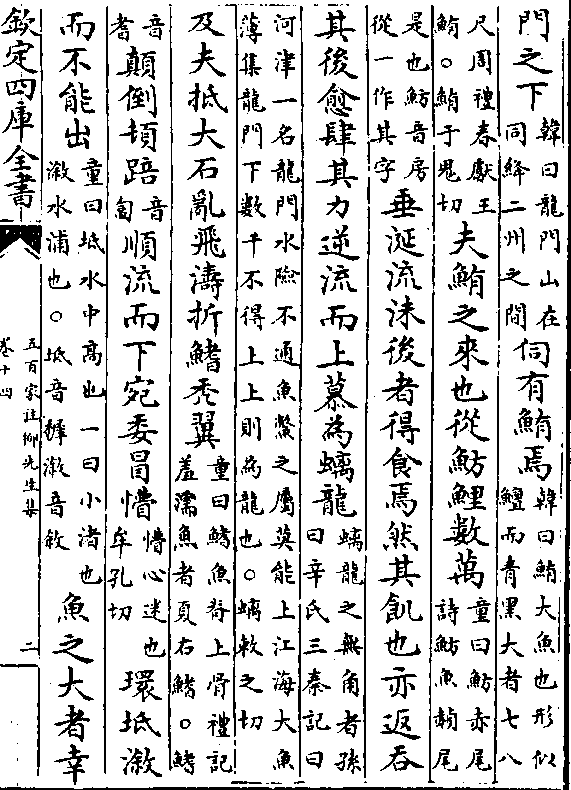 門之下韓曰龍門山在同絳二州之間伺有鮪焉韓曰鮪大魚也形似鱣而青黑大者七八
尺周禮春獻王鮪○鮪于鬼切夫鮪之來也從魴鯉數萬童曰魴赤尾詩魴魚赬尾
是也魴音房從一作其字垂涎流沫後者得食焉然其飢也亦返吞
其後愈肆其力逆流而上慕為螭龍螭龍之無角者孫曰辛氏三秦記曰
河津一名龍門水險不通魚鱉之屬莫能上江海大魚薄集龍門下數千不得上上則為龍也○螭敕之切
及夫抵大石亂飛濤折鰭秃翼童曰鰭魚脊上骨禮記羞濡魚者夏右鰭○鰭
音耆顛倒頓踣音匐順流而下宛委冒懵懵心迷也牟孔切環坻漵
而不能出童曰坻水中高也一曰小渚也漵水浦也○坻音墀漵音敘魚之大者幸
欽定四庫全書
五百家註柳先生集
卷十四
二